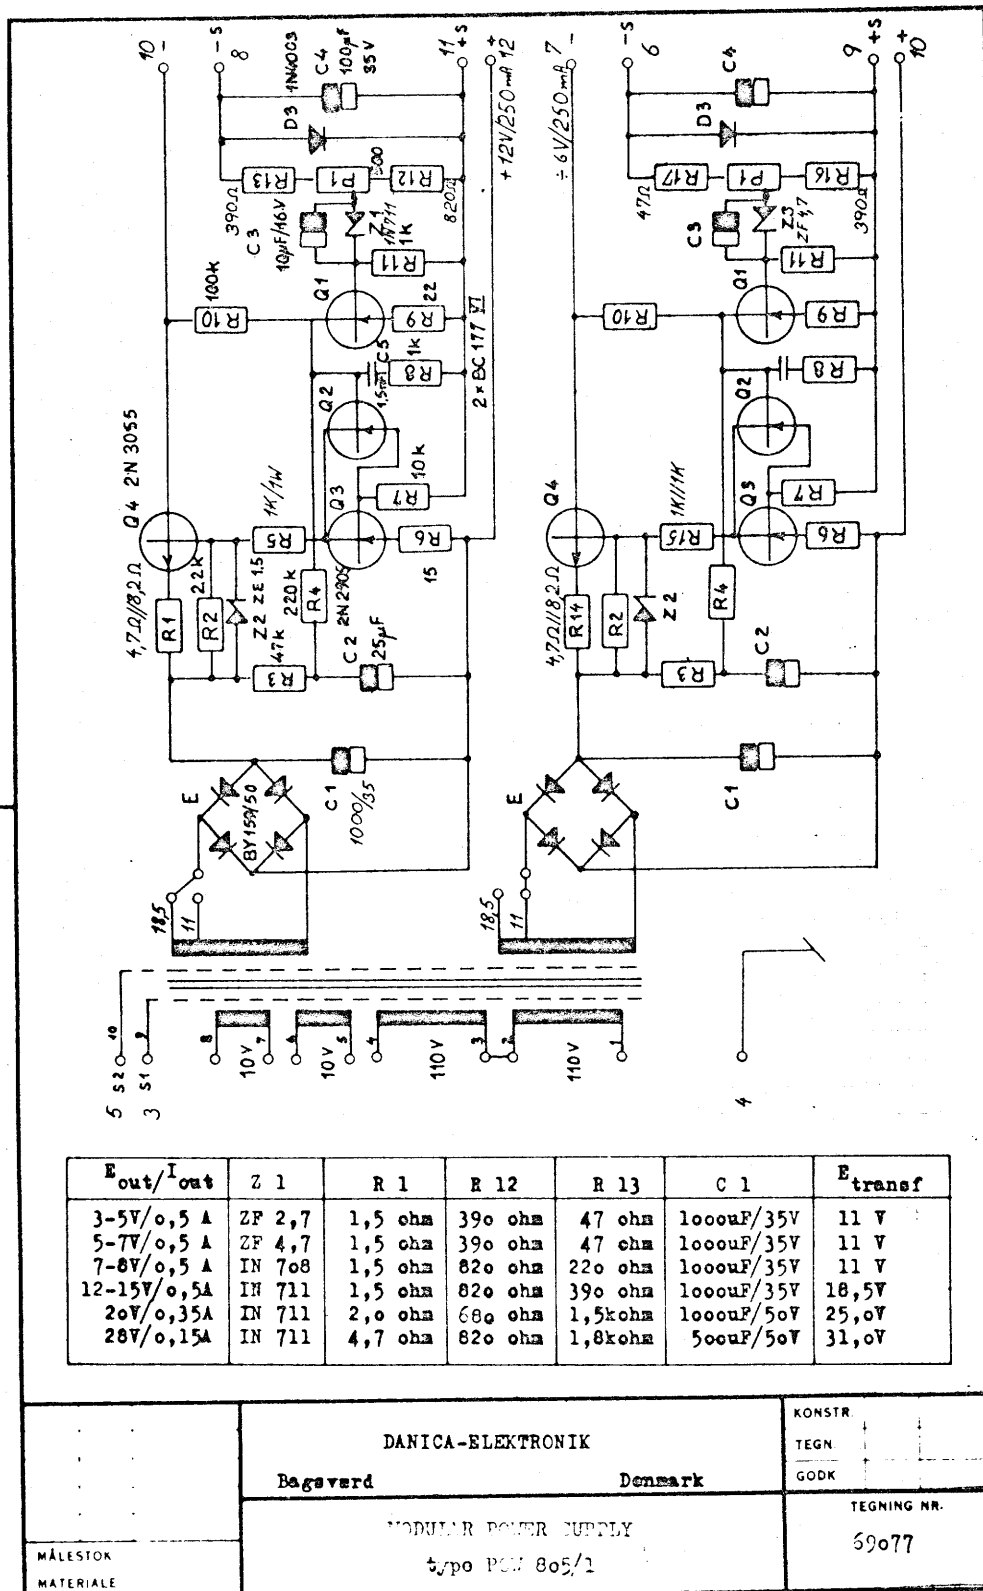 10 -
-S 8
1N4003
C4
100µF
35V
11 +S
+ 12
D3
+12V/250mA
7 -
-S 6
9 +S
+ 10
C4
D3
÷6V/250mA
390Ω
R13
P1
500
R12
820Ω
C3
10µF/16V
Z1
1N711
1k
R11
100k
R10
Q1
22
R9
C5
1,5nF
1k
R8
Q2
2×BC177 VI
Q4 2N3055
1K/1W
R5
Q3
10k
R7
R6
15
2N2905
220k
R4
4,7Ω//8,2Ω
R1
2.2k
R2
Z2 ZE 1.5
47k
R3
C2
25µF
E
BY159/50
C1
1000/35
18,5
11
47Ω
R17
P1
R16
390Ω
C3
Z3
ZF4,7
R11
R10
Q1
R9
R8
Q2
Q4
1K//1K
R15
Q3
R7
R6
R4
4,7Ω//8,2Ω
R14
R2
Z2
R3
C2
E
C1
18,5
11
5 S2 10
3 S1 9
8
10V
7
6
10V
5
4
110V
3
2
110V
1
4
Eout/Iout Z 1 R 1 R 12 R 13 C 1 Etransf
3-5V/0,5 A ZF 2,7 1,5 ohm 390 ohm 47 ohm 1000uF/35V 11 V
5-7V/0,5 A ZF 4,7 1,5 ohm 390 ohm 47 ohm 1000uF/35V 11 V
7-8V/0,5 A IN 708 1,5 ohm 820 ohm 220 ohm 1000uF/35V 11 V
12-15V/0,5A IN 711 1,5 ohm 820 ohm 390 ohm 1000uF/35V 18,5V
20V/0,35A IN 711 2,0 ohm 680 ohm 1,5kohm 1000uF/50V 25,0V
28V/0,15A IN 711 4,7 ohm 820 ohm 1,8kohm 500uF/50V 31,0V
DANICA-ELEKTRONIK
Bagsværd Denmark
KONSTR.
TEGN.
GODK
MODULAR POWER SUPPLY
type PSM 805/1
TEGNING NR.
69077
MÅLESTOK
MATERIALE